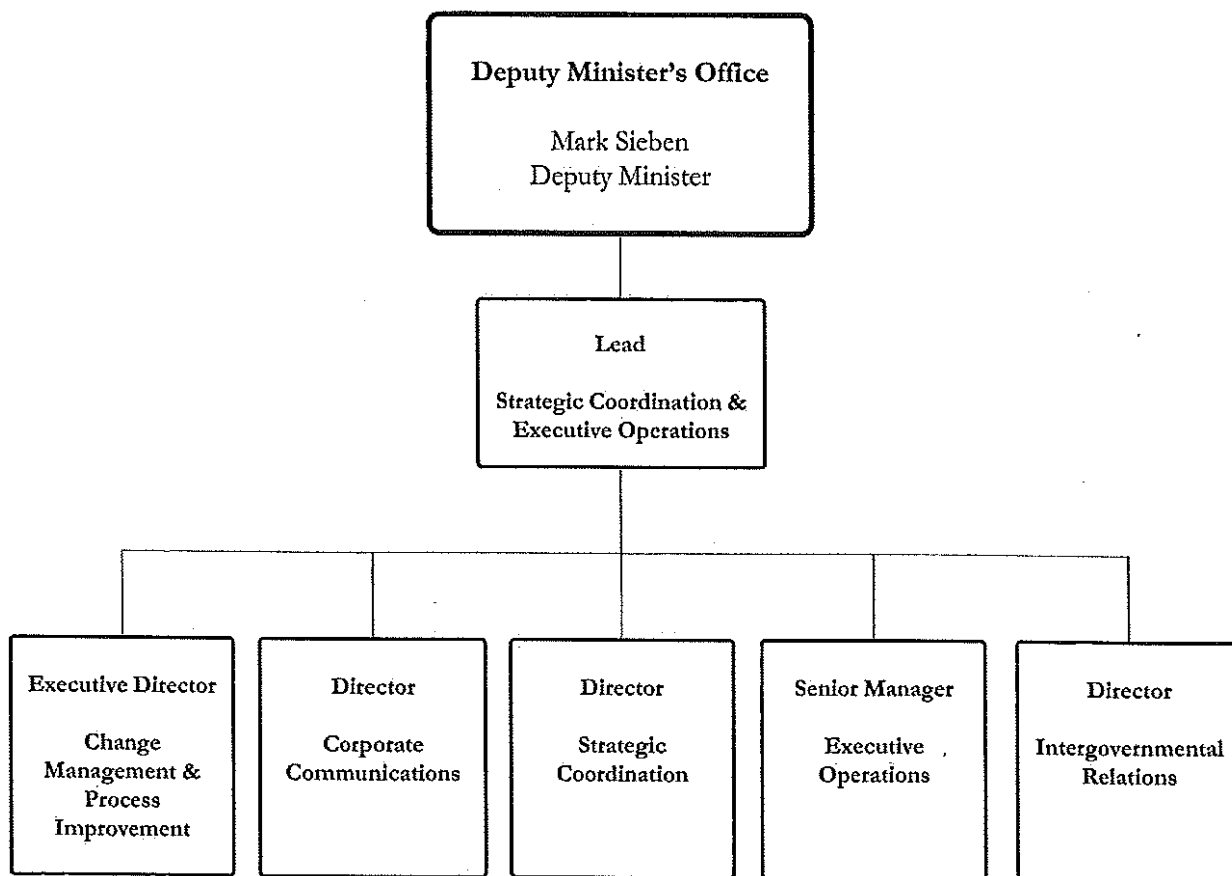 Deputy Minister's Office
Mark Sieben
Deputy Minister
Lead
Strategic Coordination &
Executive Operations
Executive Director
Change
Management &
Process
Improvement
Director
Corporate
Communications
Director
Strategic
Coordination
Senior Manager
Executive
Operations
Director
Intergovernmental
Relations